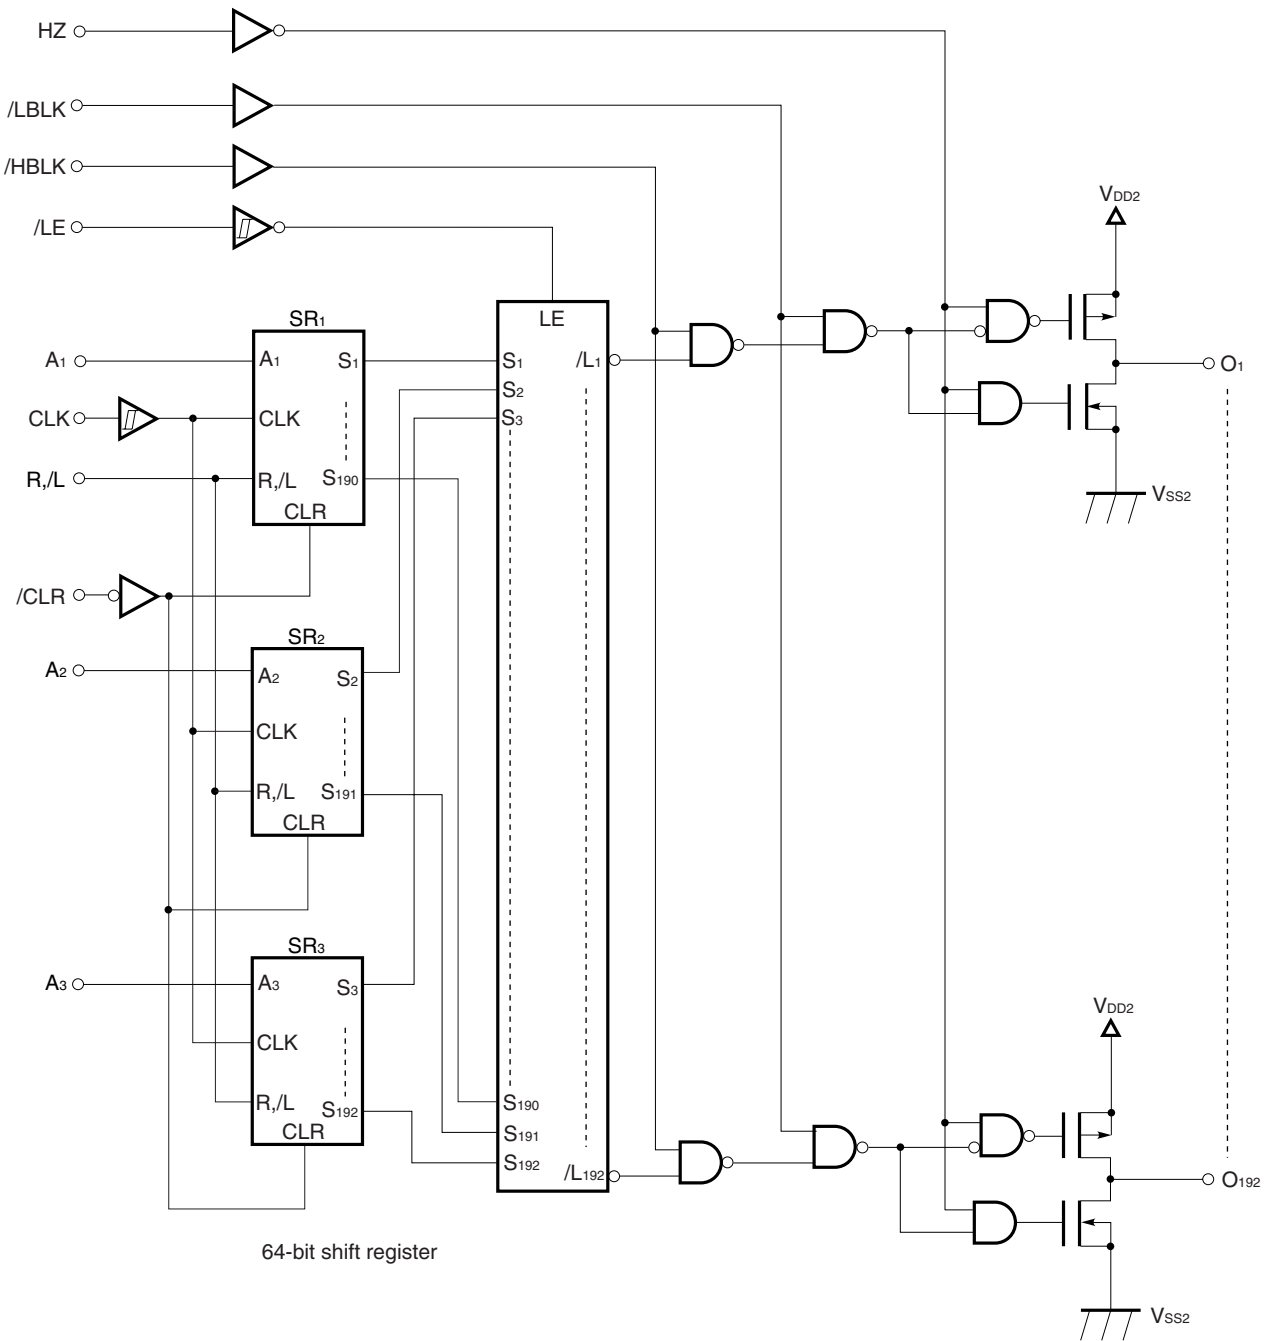 HZ
/LBLK
/HBLK
/LE
VDD2
SR1
LE
A1
A1
S1
S1
/L1
O1
S2
CLK
CLK
S3
R,/L
R,/L
S190
CLR
VSS2
/CLR
SR2
A2
A2
S2
CLK
R,/L
S191
CLR
SR3
A3
A3
S3
VDD2
CLK
R,/L
S192
CLR
S190
S191
S192
/L192
O192
64-bit shift register
VSS2